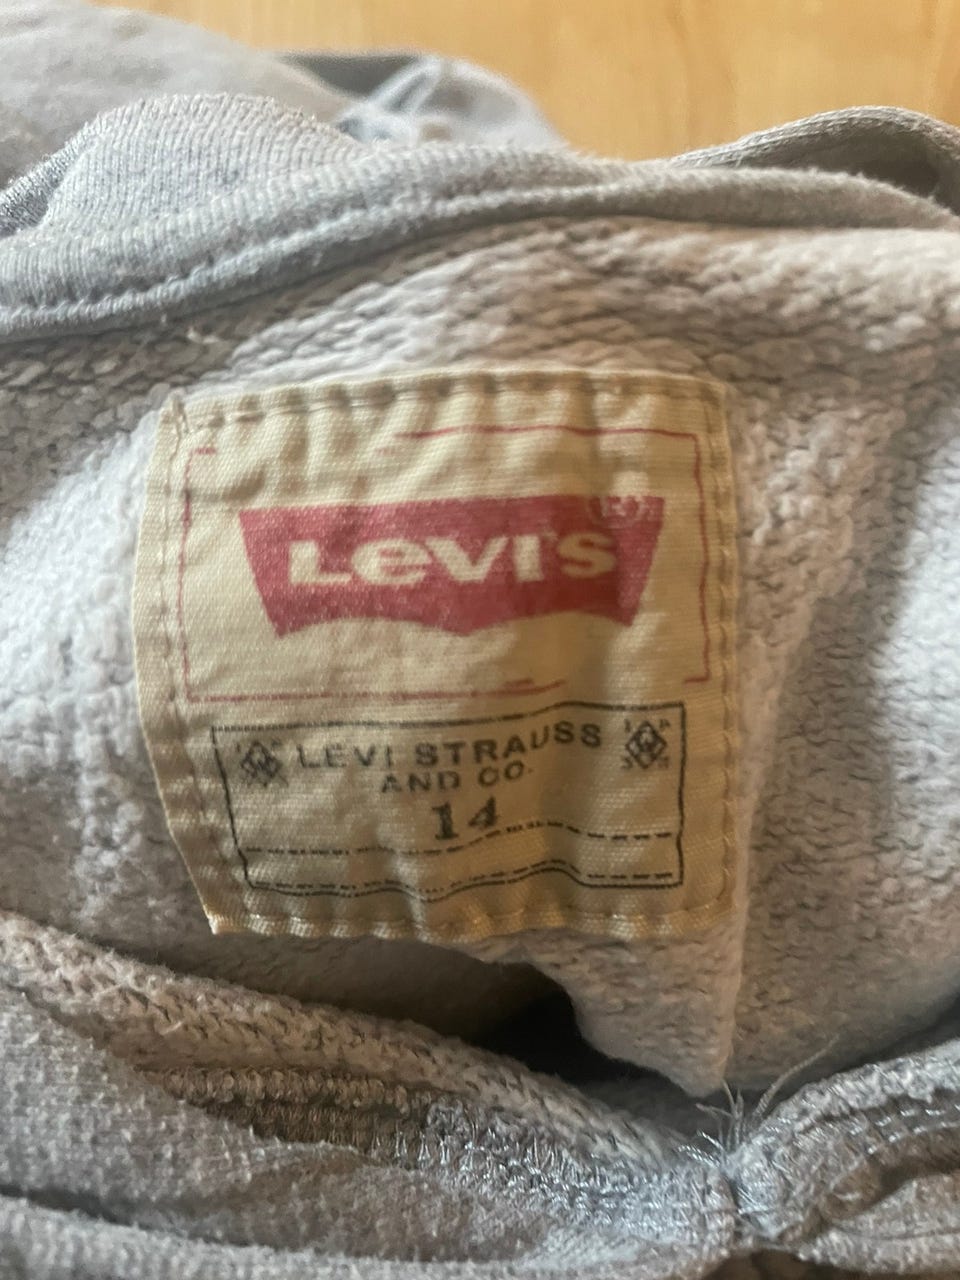 Levi's
LEVI STRAUSS
AND CO.
14